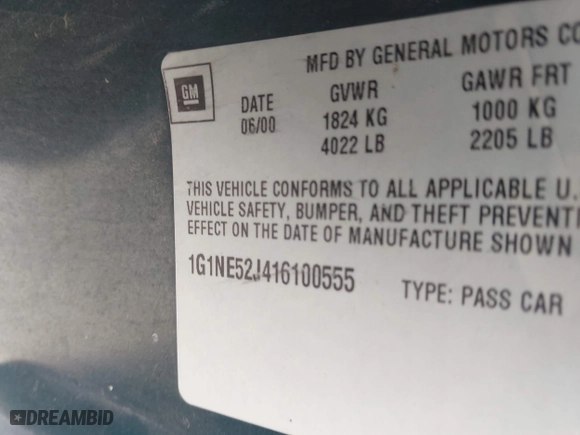 MFD BY GENERAL MOTORS CO
GM
DATE GVWR GAWR FRT
06/00 1824 KG 1000 KG
4022 LB 2205 LB
THIS VEHICLE CONFORMS TO ALL APPLICABLE U.
VEHICLE SAFETY, BUMPER, AND THEFT PREVENTI
EFFECT ON THE DATE OF MANUFACTURE SHOWN
1G1NE52J416100555 TYPE: PASS CAR
DREAMBID